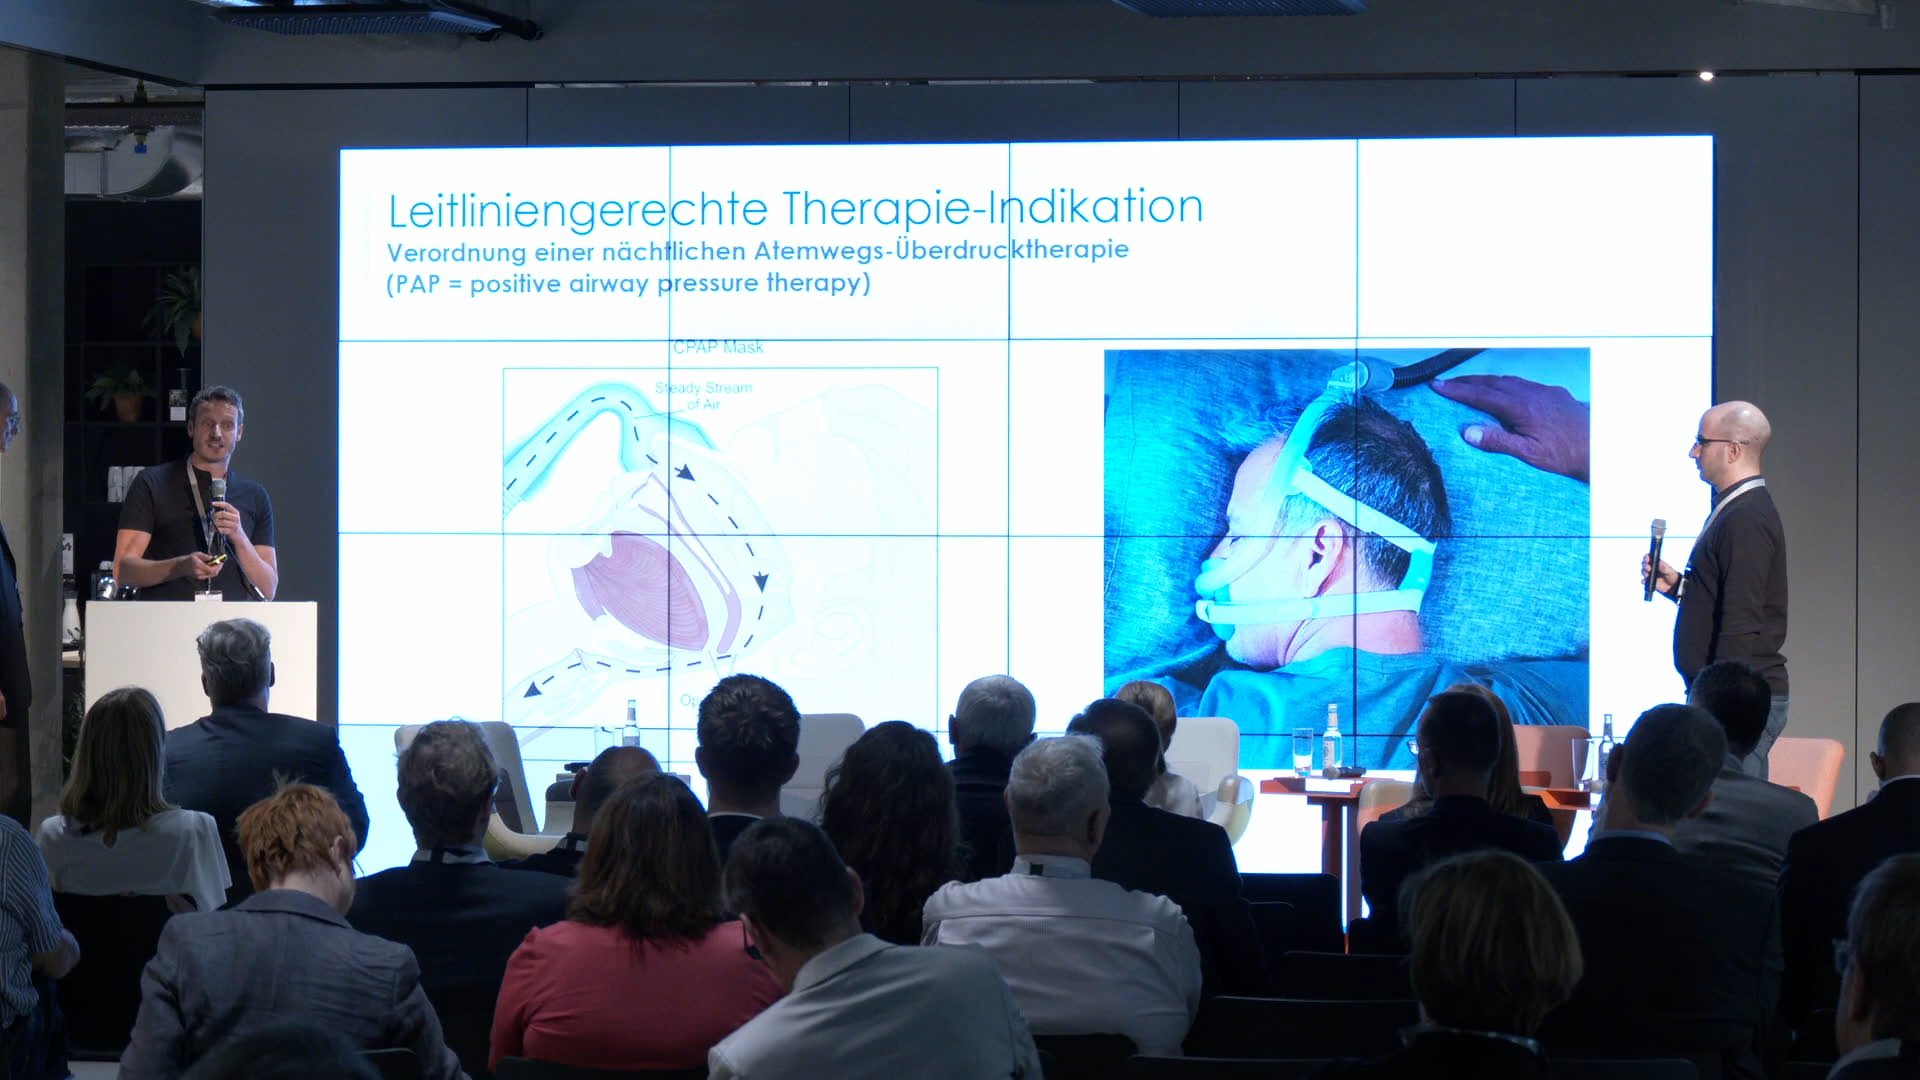 Leitliniengerechte Therapie-Indikation
Verordnung einer nächtlichen Atemwegs-Überdrucktherapie
(PAP = positive airway pressure therapy)
CPAP Mask
Steady Stream
of Air